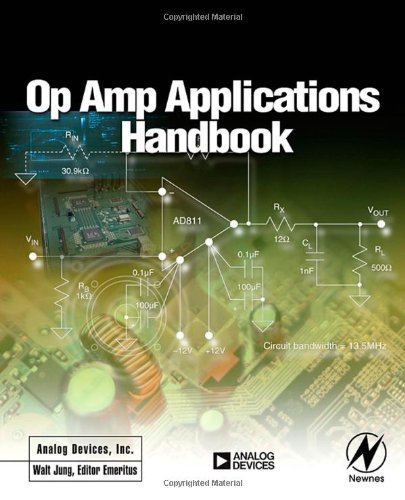 Copyrighted Material
Op Amp Applications
Handbook
R_IN
30.9kΩ
AD811
R_X
12Ω
V_OUT
V_IN
C_L
1nF
R_L
500Ω
R_B
1kΩ
0.1µF
100µF
0.1µF
100µF
–12V
+12V
Circuit bandwidth = 13.5MHz
Analog Devices, Inc.
Walt Jung, Editor Emeritus
ANALOG
DEVICES
Newnes
Copyrighted Material